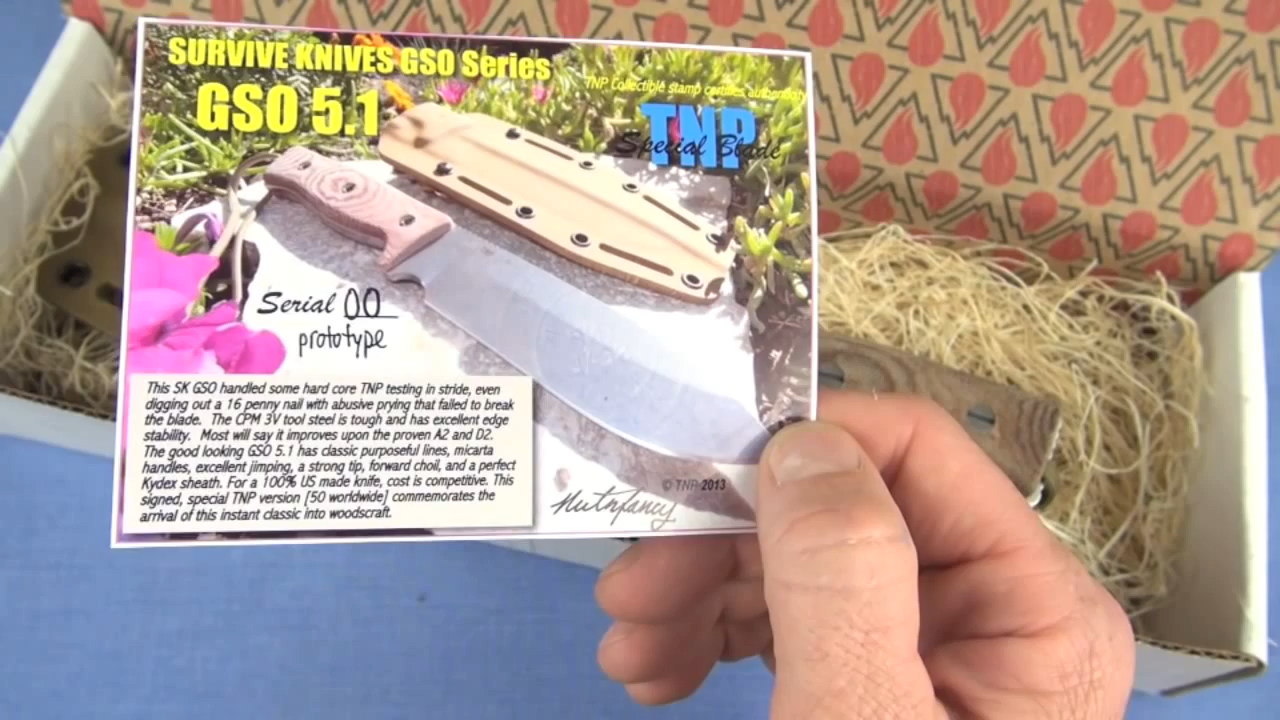 SURVIVE KNIVES GSO Series
GSO 5.1
TNP Collectible stamp certifies authenticity
TNP
Special Blade
Serial 00
prototype
This SK GSO handled some hard core TNP testing in stride, even
digging out a 16 penny nail with abusive prying that failed to break
the blade. The CPM 3V tool steel is tough and has excellent edge
stability. Most will say it improves upon the proven A2 and D2.
The good looking GSO 5.1 has classic purposeful lines, micarta
handles, excellent jimping, a strong tip, forward choil, and a perfect
Kydex sheath. For a 100% US made knife, cost is competitive. This
signed, special TNP version [50 worldwide] commemorates the
arrival of this instant classic into woodscraft.
© TNP 2013
Nutnfancy